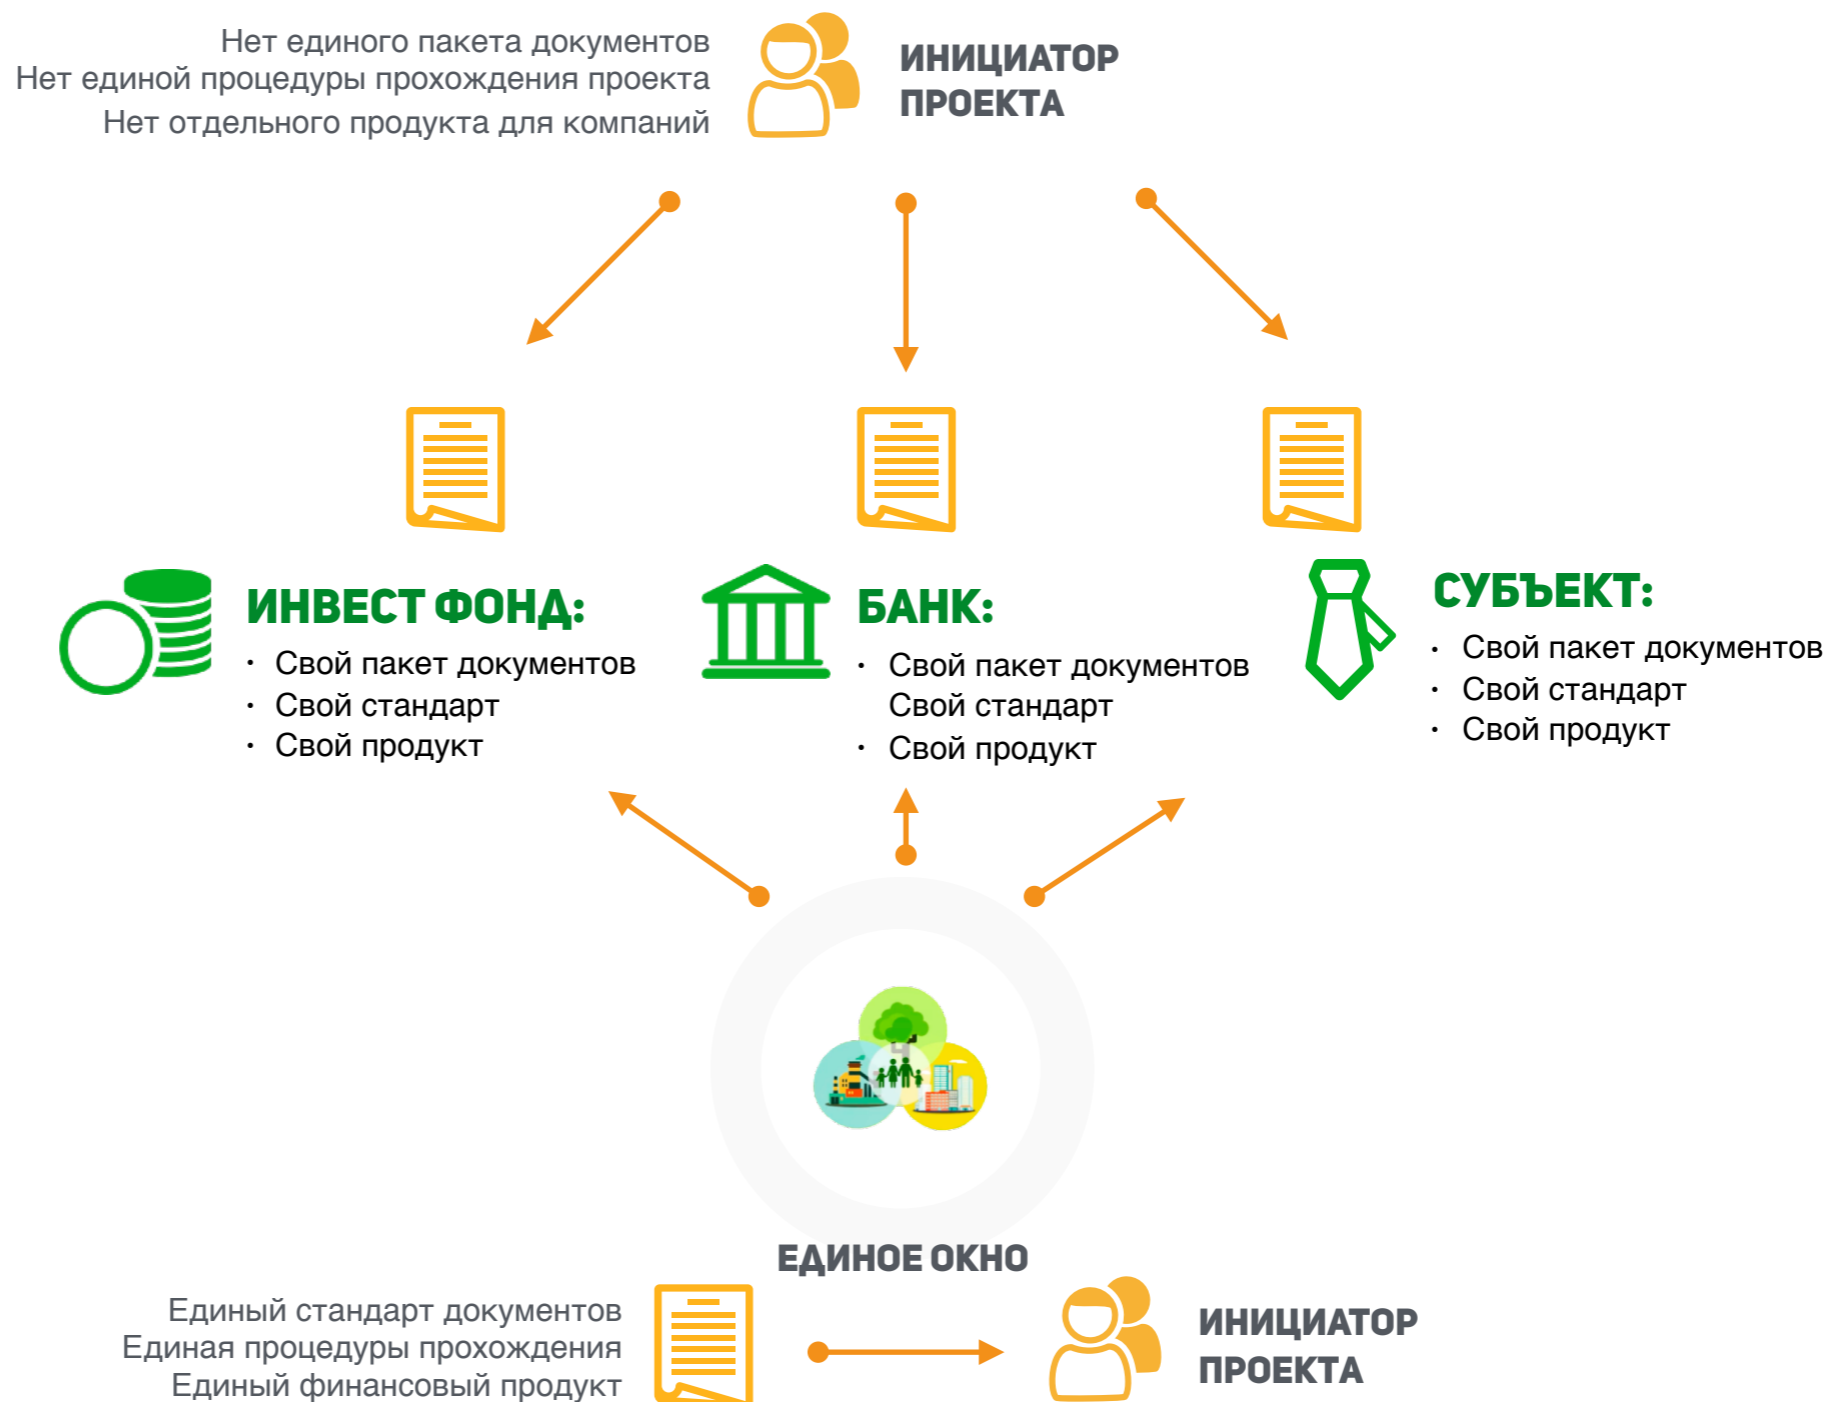 Нет единого пакета документов
Нет единой процедуры прохождения проекта
Нет отдельного продукта для компаний
ИНИЦИАТОР
ПРОЕКТА
ИНВЕСТ ФОНД:
· Свой пакет документов
· Свой стандарт
· Свой продукт
БАНК:
· Свой пакет документов
Свой стандарт
· Свой продукт
СУБЪЕКТ:
· Свой пакет документов
· Свой стандарт
· Свой продукт
ЕДИНОЕ ОКНО
Единый стандарт документов
Единая процедуры прохождения
Единый финансовый продукт
ИНИЦИАТОР
ПРОЕКТА